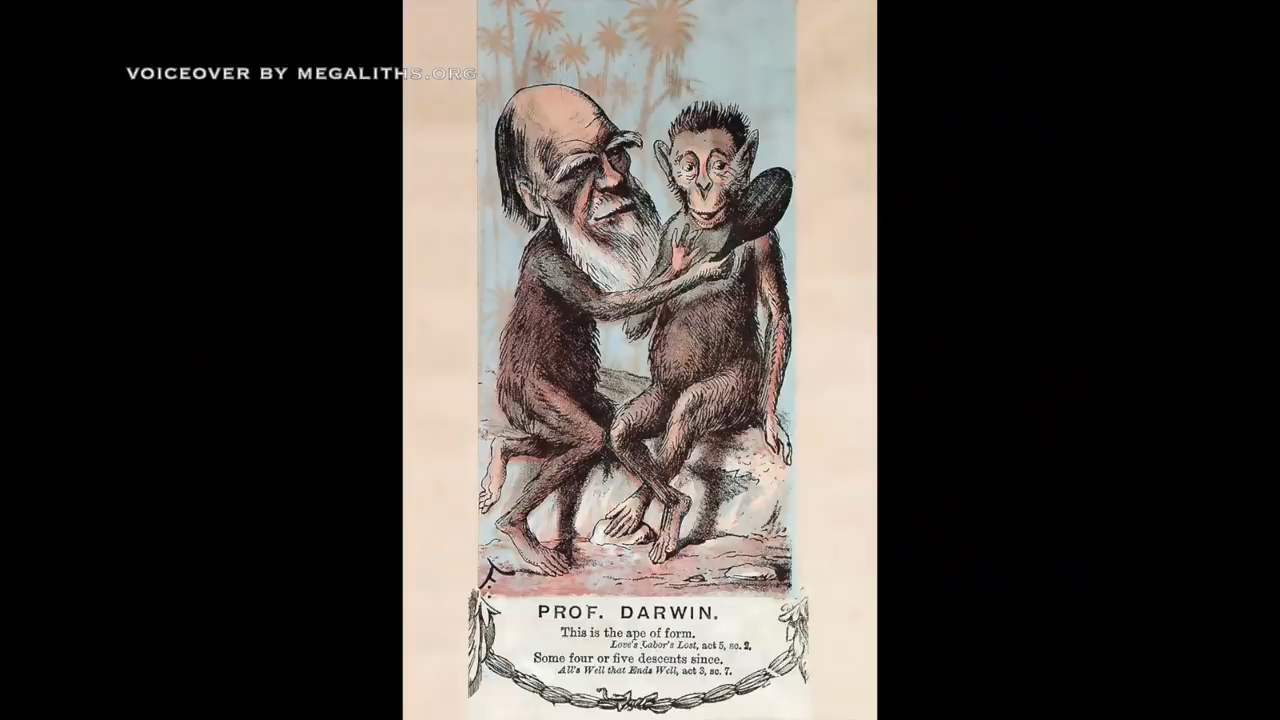 VOICEOVER BY MEGALITHS.ORG
PROF. DARWIN.
This is the ape of form.
Love's Labor's Lost, act 5, sc. 2.
Some four or five descents since.
All's Well that Ends Well, act 3, sc. 7.